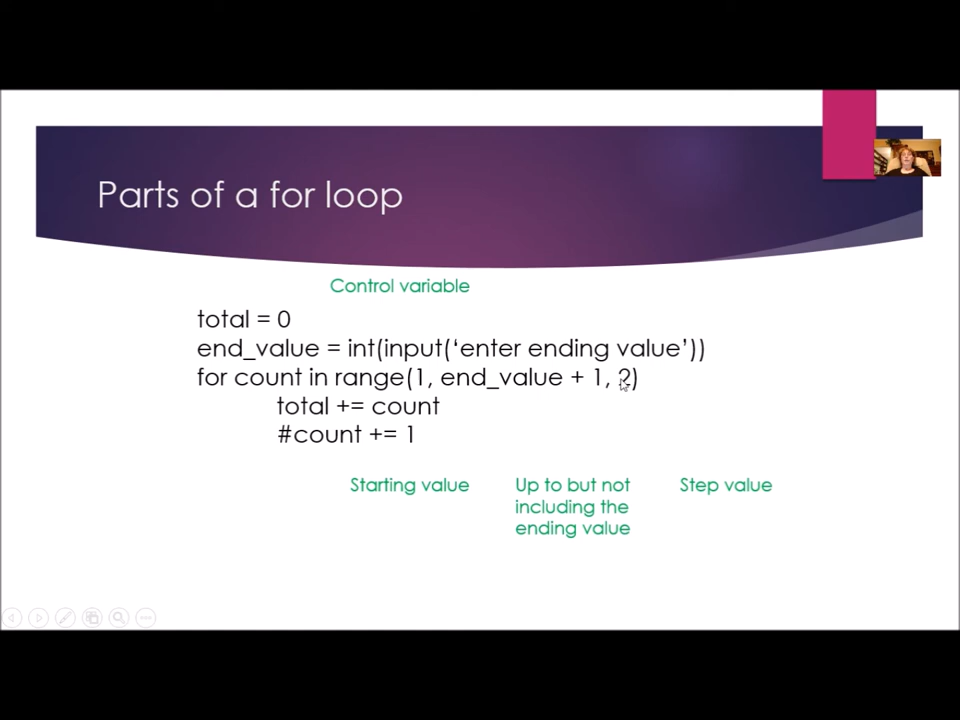 Parts of a for loop
Control variable
total = 0
end_value = int(input(‘enter ending value’))
for count in range(1, end_value + 1, 2)
total += count
#count += 1
Starting value
Up to but not
including the
ending value
Step value